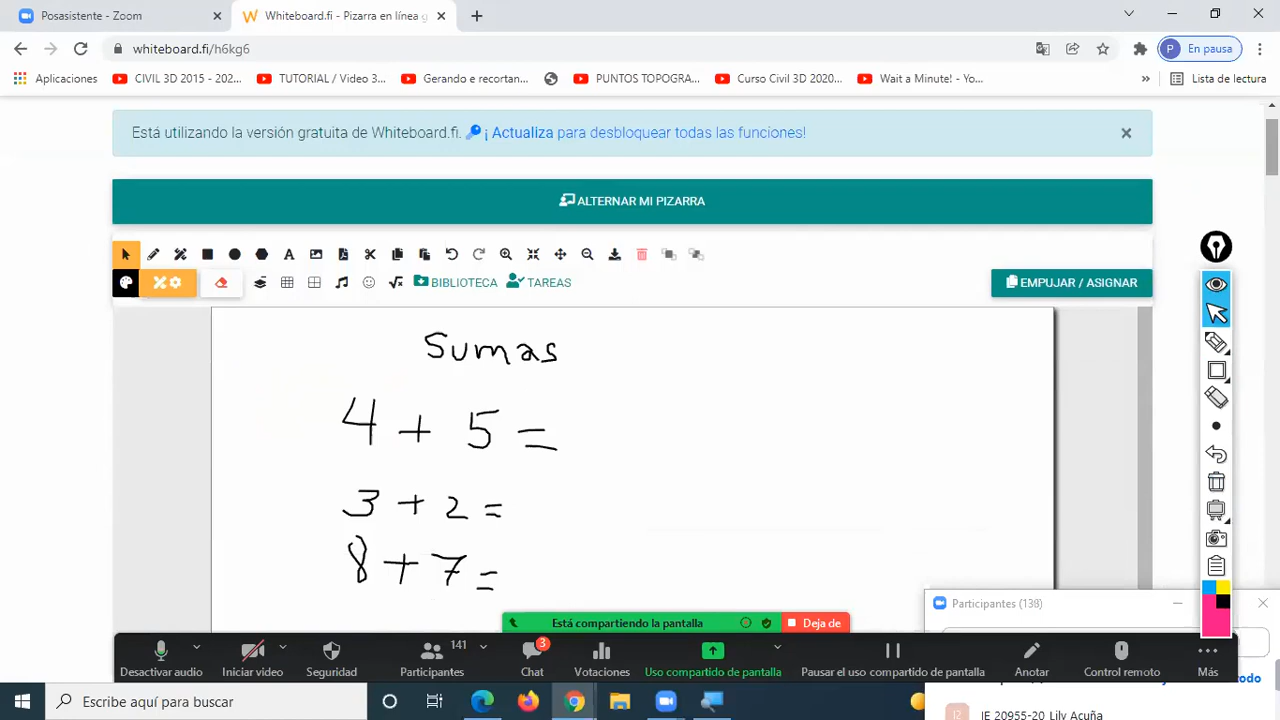 Posasistente - Zoom
Whiteboard.fi - Pizarra en línea g
whiteboard.fi/h6kg6
En pausa
Aplicaciones
CIVIL 3D 2015 - 202...
TUTORIAL / Video 3...
Gerando e recortan...
PUNTOS TOPOGRA...
Curso Civil 3D 2020...
Wait a Minute! - Yo...
»
Lista de lectura
Está utilizando la versión gratuita de Whiteboard.fi. ¡ Actualiza para desbloquear todas las funciones!
ALTERNAR MI PIZARRA
BIBLIOTECA
TAREAS
EMPUJAR / ASIGNAR
Sumas
4 + 5 =
3 + 2 =
8 + 7 =
Participantes (138)
Está compartiendo la pantalla
Deja de
141
3
Desactivar audio
Iniciar video
Seguridad
Participantes
Chat
Votaciones
Uso compartido de pantalla
Pausar el uso compartido de pantalla
Anotar
Control remoto
Más
odo
Escribe aquí para buscar
IE 20955-20 Lily Acuña